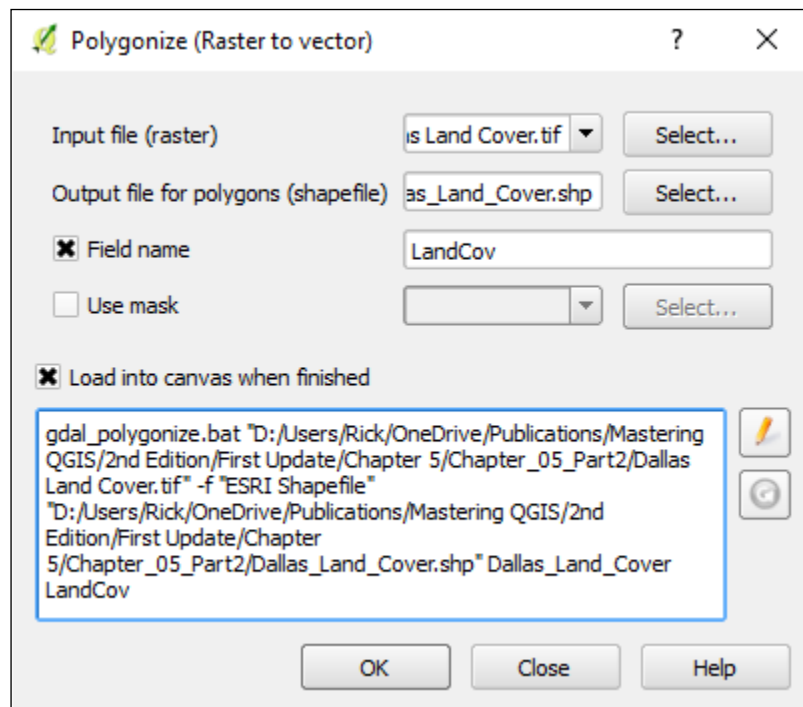 Polygonize (Raster to vector) ?
Input file (raster) is Land Cover.tif Select...
Output file for polygons (shapefile) as_Land_Cover.shp Select...
Field name LandCov
Use mask Select...
Load into canvas when finished
gdal_polygonize.bat "D:/Users/Rick/OneDrive/Publications/Mastering
QGIS/2nd Edition/First Update/Chapter 5/Chapter_05_Part2/Dallas
Land Cover.tif" -f "ESRI Shapefile"
"D:/Users/Rick/OneDrive/Publications/Mastering QGIS/2nd
Edition/First Update/Chapter
5/Chapter_05_Part2/Dallas_Land_Cover.shp" Dallas_Land_Cover
LandCov
OK Close Help